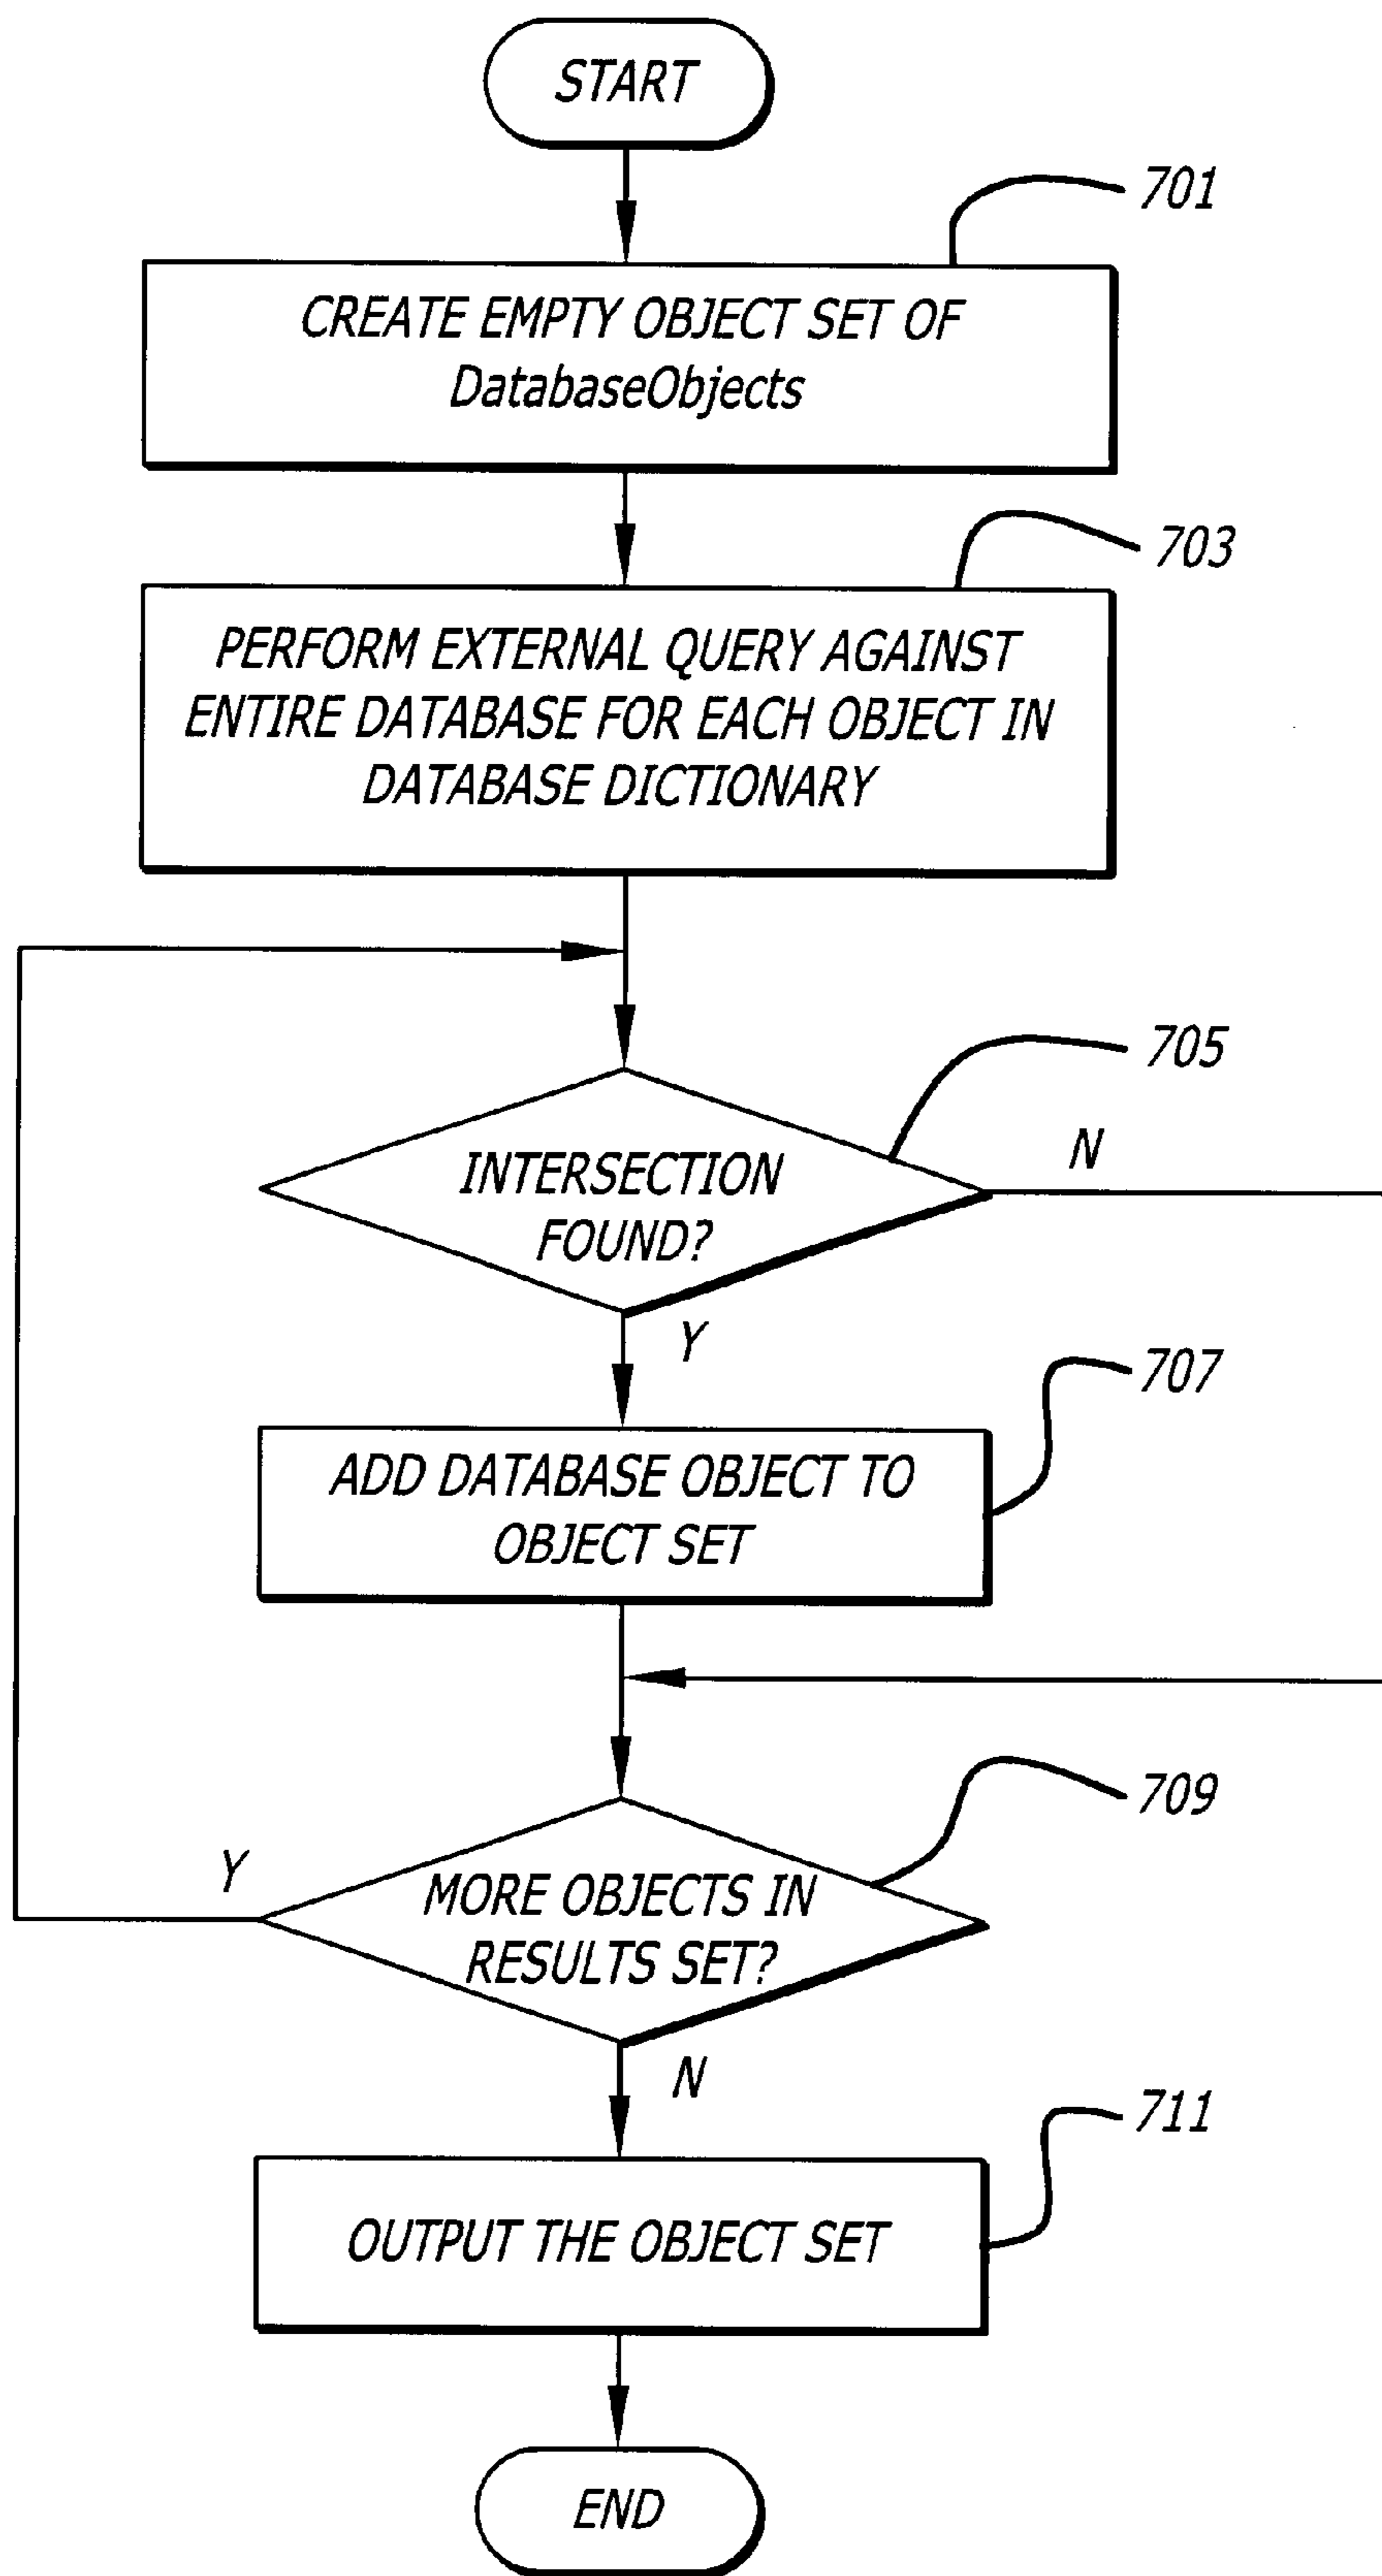 START
701
CREATE EMPTY OBJECT SET OF
DatabaseObjects
703
PERFORM EXTERNAL QUERY AGAINST
ENTIRE DATABASE FOR EACH OBJECT IN
DATABASE DICTIONARY
705
N
INTERSECTION
FOUND?
Y
707
ADD DATABASE OBJECT TO
OBJECT SET
709
Y
MORE OBJECTS IN
RESULTS SET?
N
711
OUTPUT THE OBJECT SET
END